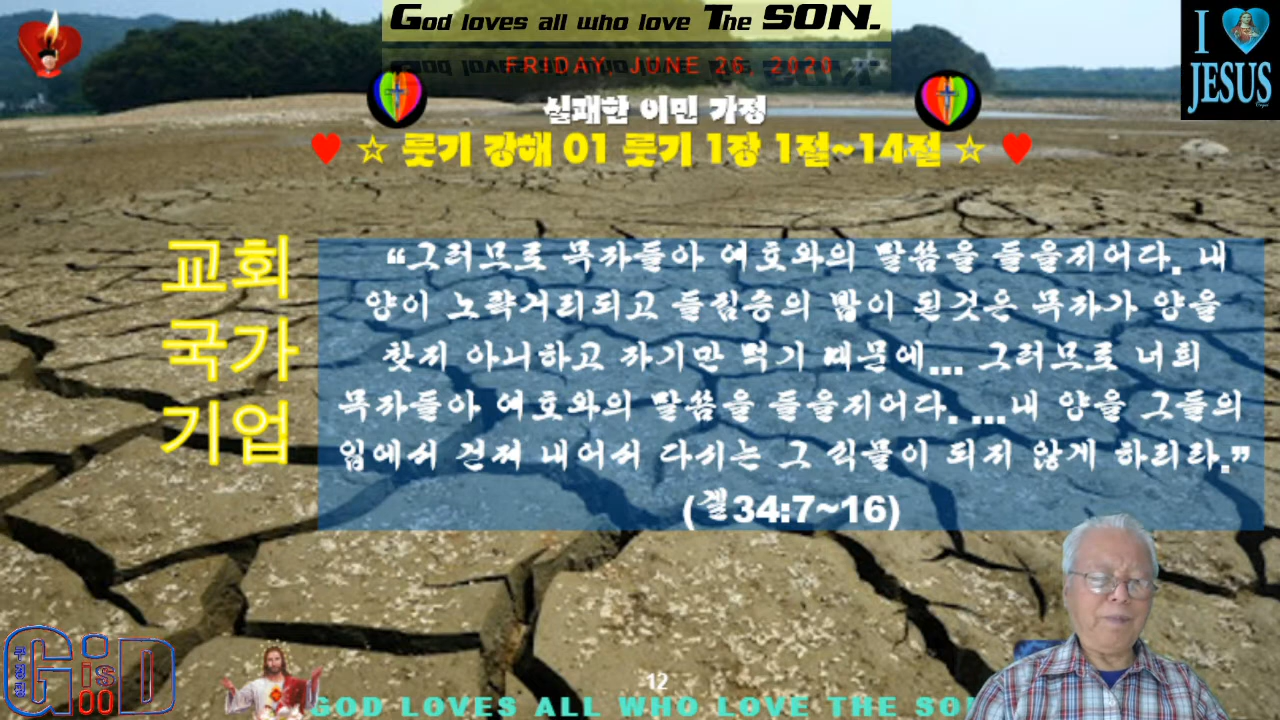 God loves all who love The SON.
FRIDAY, JUNE 26, 2020
I
JESUS
실패한 이민 가정
♥ ☆ 룻기 강해 01 룻기 1장 1절~14절 ☆ ♥
교회
국가
기업
“그러므로 목자들아 여호와의 말씀을 들을지어다. 내
양이 노략거리되고 들짐승의 밥이 된것은 목자가 양을
찾지 아니하고 자기만 먹기 때문에... 그러므로 너희
목자들아 여호와의 말씀을 들을지어다. ...내 양을 그들의
입에서 건져 내어서 다시는 그 식물이 되지 않게 하리라.”
(겔34:7~16)
GisD
12
GOD LOVES ALL WHO LOVE THE SON